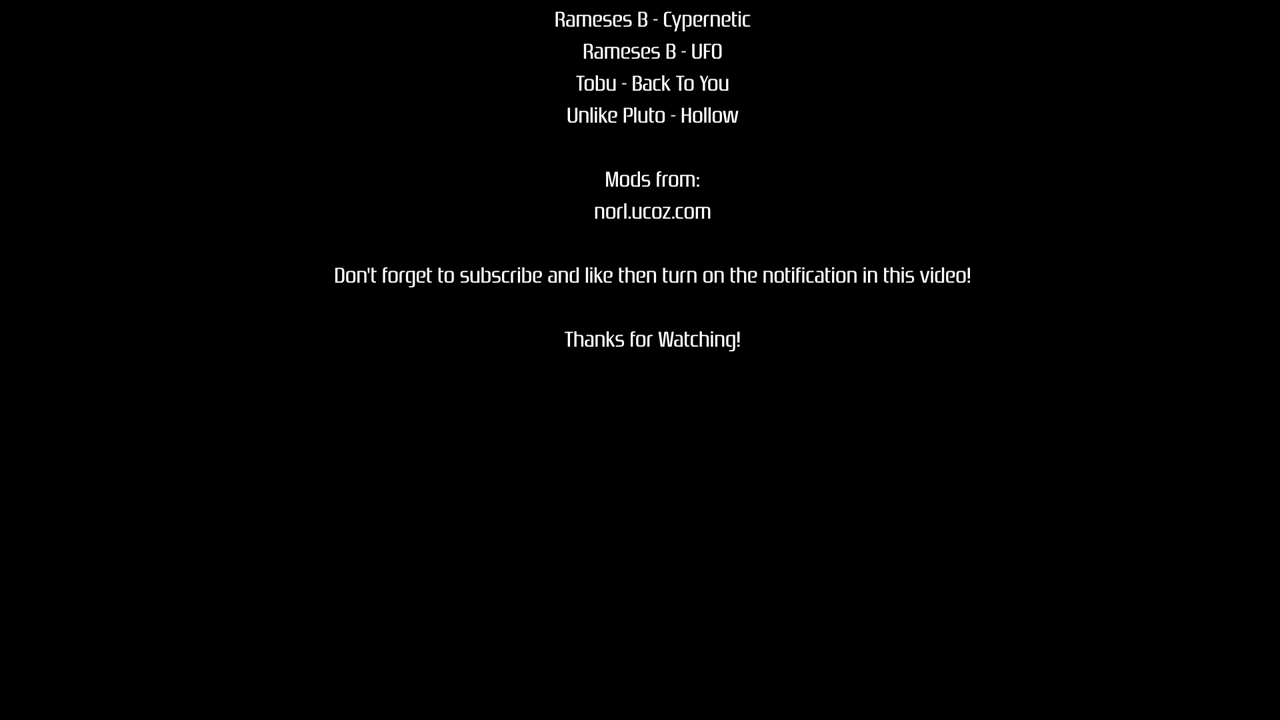 Rameses B - Cypernetic
Rameses B - UFO
Tobu - Back To You
Unlike Pluto - Hollow
Mods from:
norl.ucoz.com
Don't forget to subscribe and like then turn on the notification in this video!
Thanks for Watching!